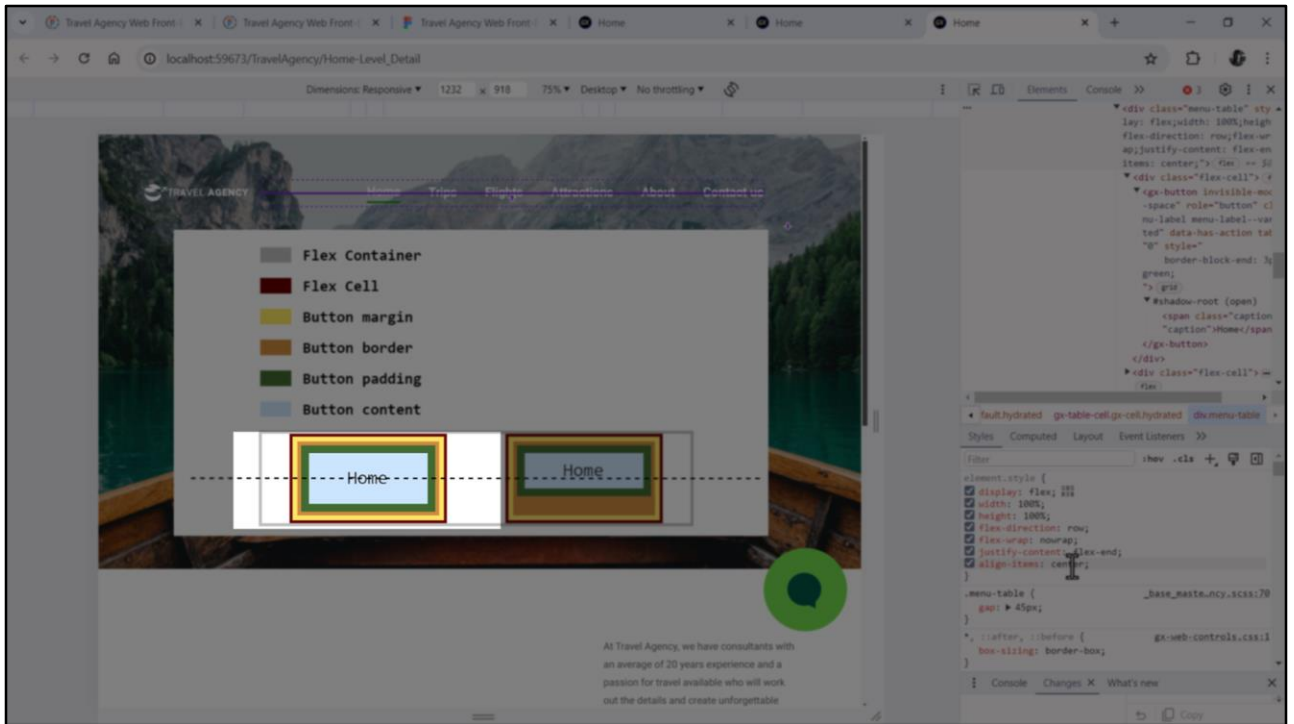 Travel Agency Web Front-
Travel Agency Web Front-
Travel Agency Web Front-
Home
Home
Home
localhost:59673/TravelAgency/Home-Level_Detail
Dimensions: Responsive 1232 x 918 75% Desktop No throttling
Elements Console 3
<div class="menu-table" sty
lay: flex;width: 100%;heigh
flex-direction: row;flex-wr
ap;justify-content: flex-en
items: center;"> flex
<div class="flex-cell">
<gx-button invisible-mod
-space" role="button" cl
nu-label menu-label--var
ted" data-has-action tab
"0" style="
border-block-end: 3p
green;
"> grid
#shadow-root (open)
<span class="caption
"caption">Home</span
</gx-button>
</div>
<div class="flex-cell">
flex
fault.hydrated gx-table-cell.gx-cell.hydrated div.menu-table
Styles Computed Layout Event Listeners
Filter :hov .cls
element.style {
display: flex;
width: 100%;
height: 100%;
flex-direction: row;
flex-wrap: nowrap;
justify-content: flex-end;
align-items: center;
}
.menu-table { _base_maste…ncy.scss:70
gap: 45px;
}
*, ::after, ::before { gx-web-controls.css:1
box-sizing: border-box;
}
Console Changes What's new
Copy
TRAVEL AGENCY Home Trips Flights Attractions About Contact us
Flex Container
Flex Cell
Button margin
Button border
Button padding
Button content
Home Home
At Travel Agency, we have consultants with
an average of 20 years experience and a
passion for travel available who will work
out the details and create unforgettable